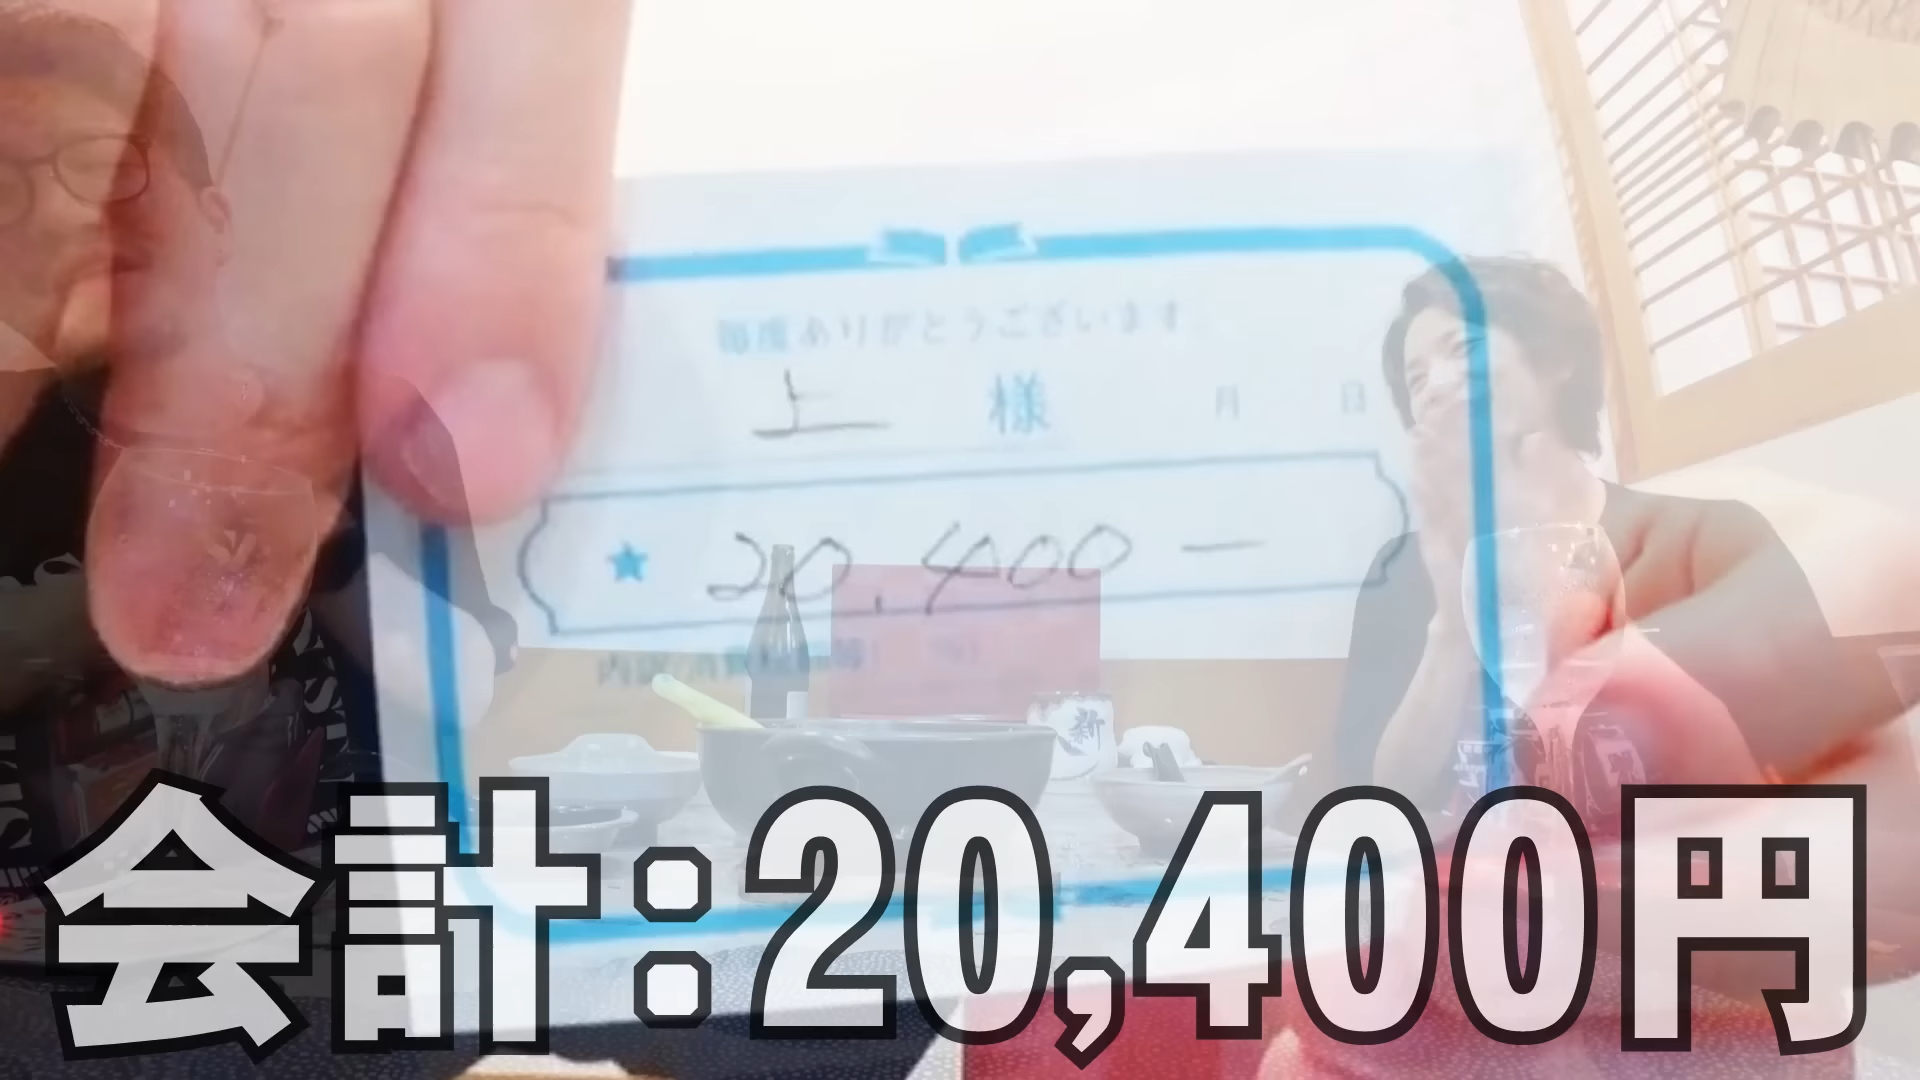 毎度ありがとうございます
上 様 月 日
★ 20,400 ー
新
会計:20,400円